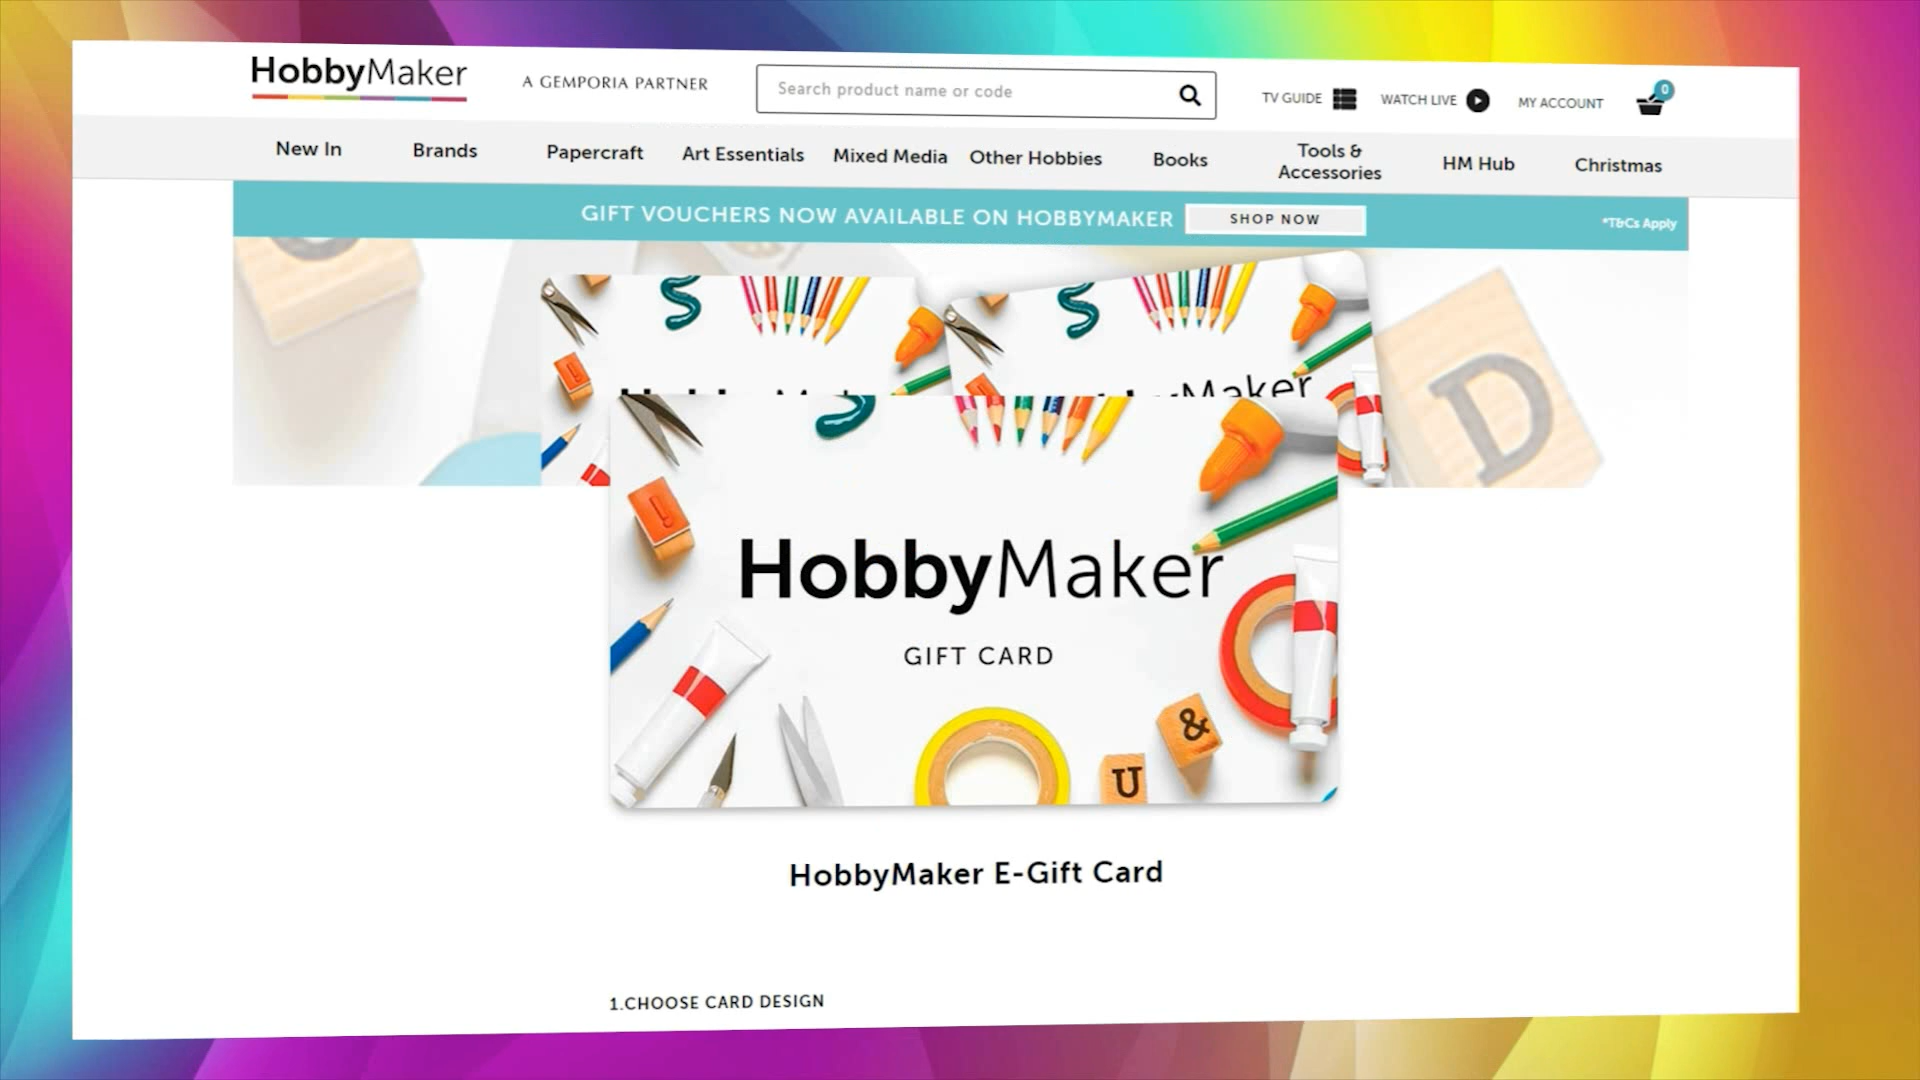 HobbyMaker
A GEMPORIA PARTNER
Search product name or code
TV GUIDE
WATCH LIVE
MY ACCOUNT
0
New In
Brands
Papercraft
Art Essentials
Mixed Media
Other Hobbies
Books
Tools &
Accessories
HM Hub
Christmas
GIFT VOUCHERS NOW AVAILABLE ON HOBBYMAKER
SHOP NOW
*T&Cs Apply
D
Maker
HobbyMaker
GIFT CARD
&
U
HobbyMaker E-Gift Card
1.CHOOSE CARD DESIGN